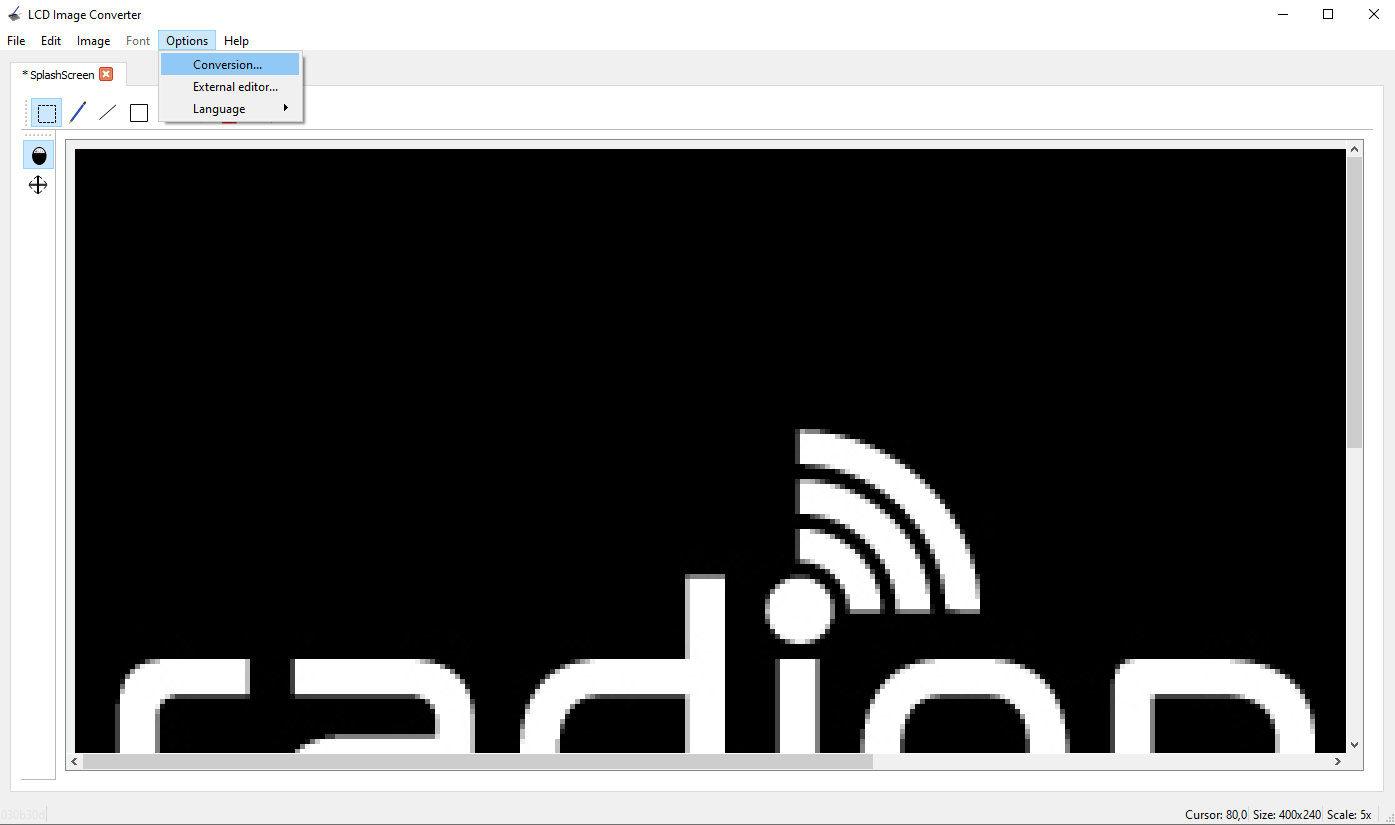 LCD Image Converter
File Edit Image Font Options Help
Conversion...
* SplashScreen
External editor...
Language
radion
Cursor: 80,0 Size: 400x240 Scale: 5x